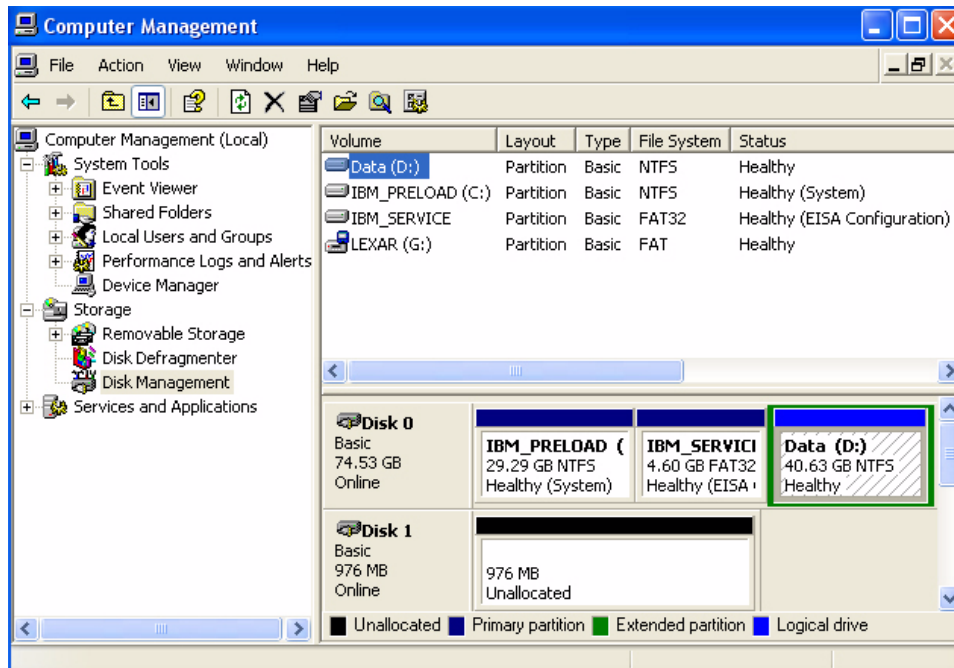 Computer Management
File Action View Window Help
Computer Management (Local)
System Tools
Event Viewer
Shared Folders
Local Users and Groups
Performance Logs and Alerts
Device Manager
Storage
Removable Storage
Disk Defragmenter
Disk Management
Services and Applications
Volume Layout Type File System Status
Data (D:) Partition Basic NTFS Healthy
IBM_PRELOAD (C:) Partition Basic NTFS Healthy (System)
IBM_SERVICE Partition Basic FAT32 Healthy (EISA Configuration)
LEXAR (G:) Partition Basic FAT Healthy
Disk 0
Basic
74.53 GB
Online
IBM_PRELOAD (
29.29 GB NTFS
Healthy (System)
IBM_SERVICI
4.60 GB FAT32
Healthy (EISA
Data (D:)
40.63 GB NTFS
Healthy
Disk 1
Basic
976 MB
Online
976 MB
Unallocated
Unallocated Primary partition Extended partition Logical drive